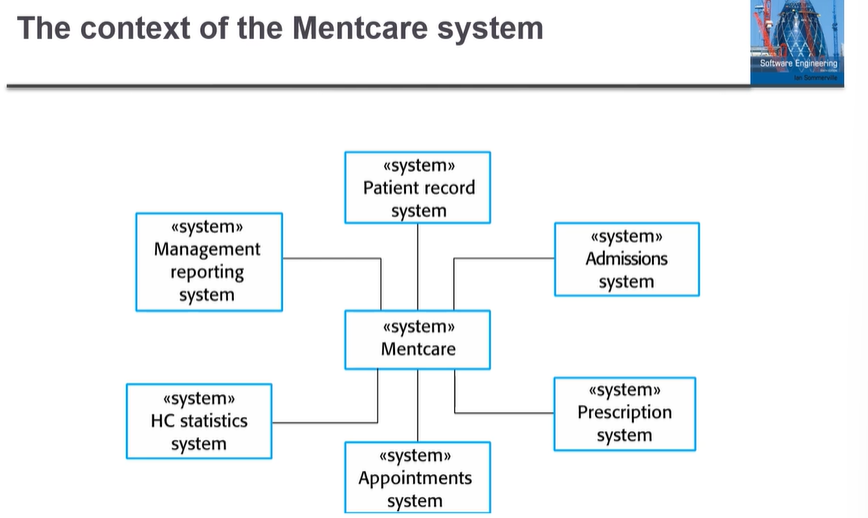 The context of the Mentcare system
Software Engineering
Ian Sommerville
«system»
Patient record
system
«system»
Management
reporting
system
«system»
Admissions
system
«system»
Mentcare
«system»
HC statistics
system
«system»
Prescription
system
«system»
Appointments
system